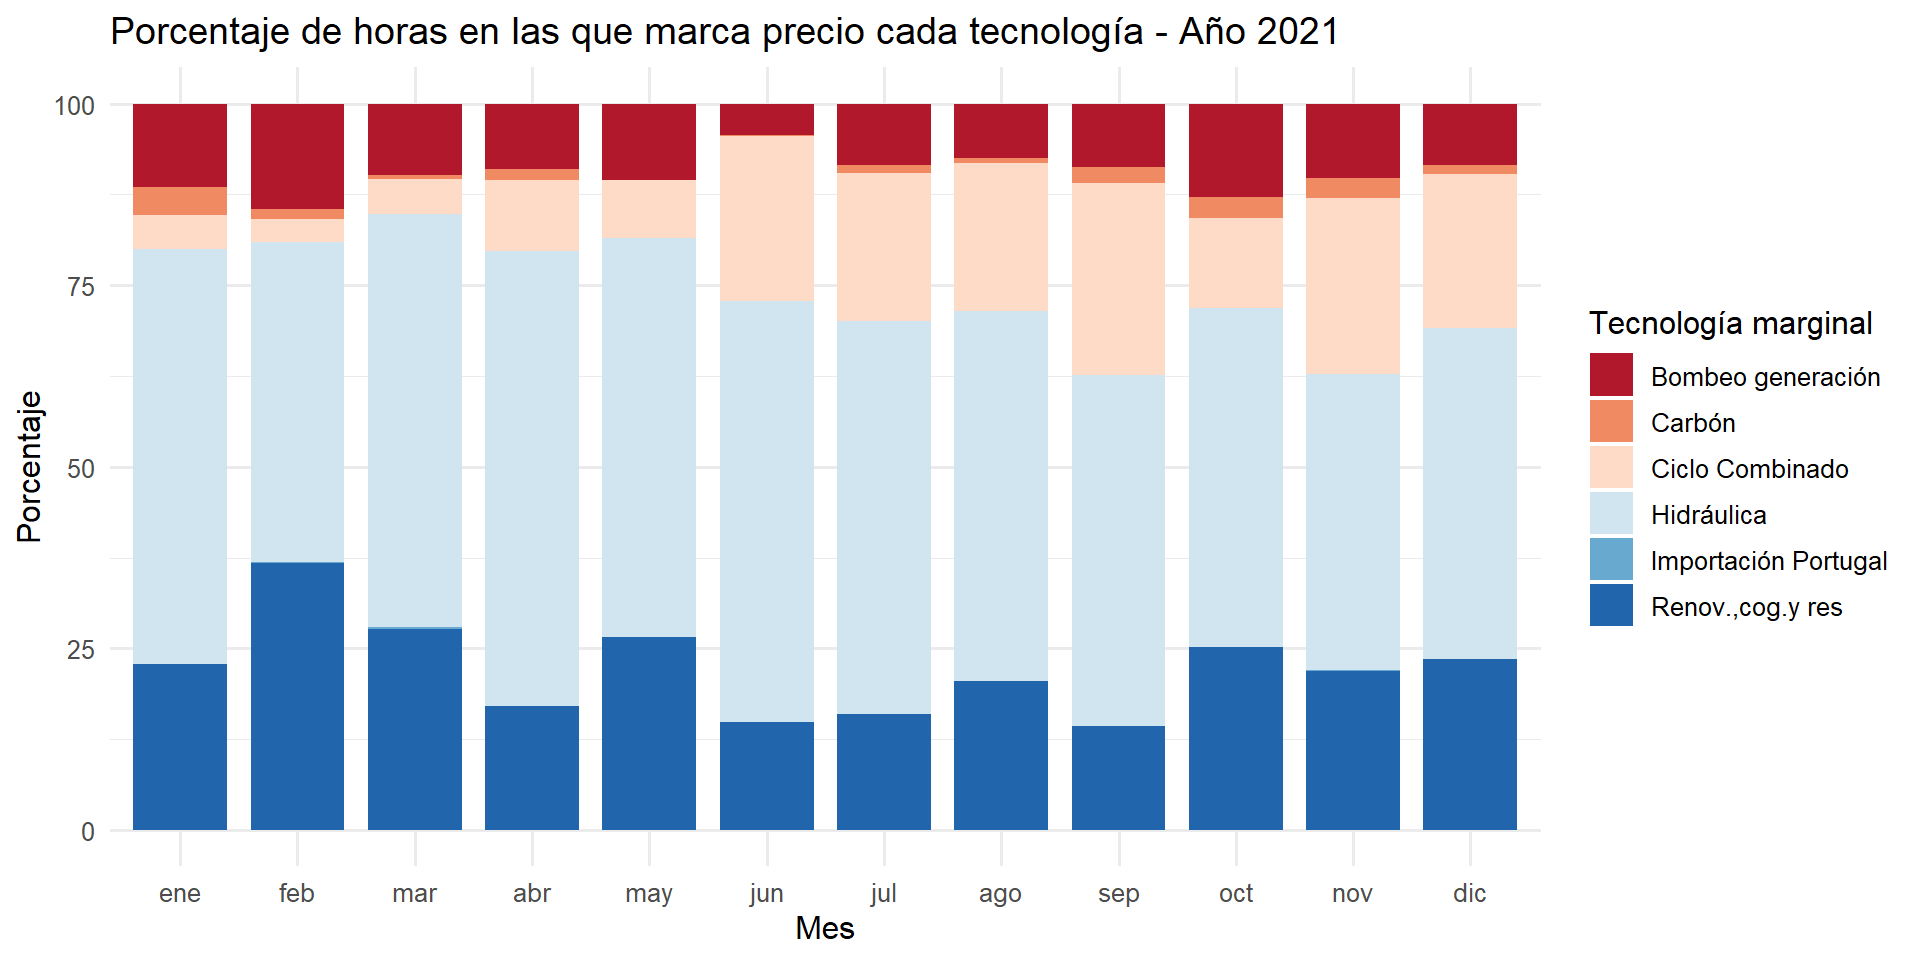 Porcentaje de horas en las que marca precio cada tecnología - Año 2021
Porcentaje
100
75
50
25
0
ene feb mar abr may jun jul ago sep oct nov dic
Mes
Tecnología marginal
Bombeo generación
Carbón
Ciclo Combinado
Hidráulica
Importación Portugal
Renov.,cog.y res